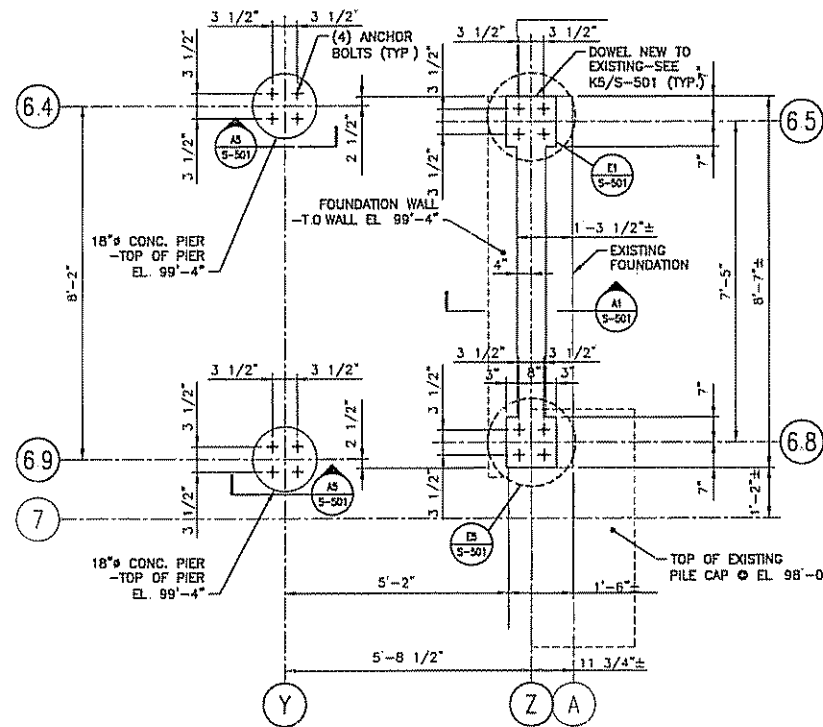 3 1/2" 3 1/2"
(4) ANCHOR
BOLTS (TYP)
3 1/2" 3 1/2"
DOWEL NEW TO
EXISTING-SEE
K5/S-501 (TYP.)
3 1/2"
3 1/2"
6.4
6.5
3 1/2"
2 1/2"
3 1/2"
7"
A5
S-501
E1
S-501
FOUNDATION WALL
-T.O WALL EL 99'-4"
1'-3 1/2"±
18"ø CONC. PIER
-TOP OF PIER
EL. 99'-4"
EXISTING
FOUNDATION
4"
8'-2"
7'-5"
8'-7"±
A1
S-501
3 1/2" 3 1/2"
3 1/2" 3 1/2"
3" 8" 3"
3 1/2"
2 1/2"
3 1/2"
7"
6.9
6.8
3 1/2"
3 1/2"
7"
1'-2"±
A5
S-501
7
E5
S-501
18"ø CONC. PIER
-TOP OF PIER
EL. 99'-4"
TOP OF EXISTING
PILE CAP @ EL 98'-0
5'-2"
1'-6"±
5'-8 1/2"
11 3/4"±
Y
Z
A